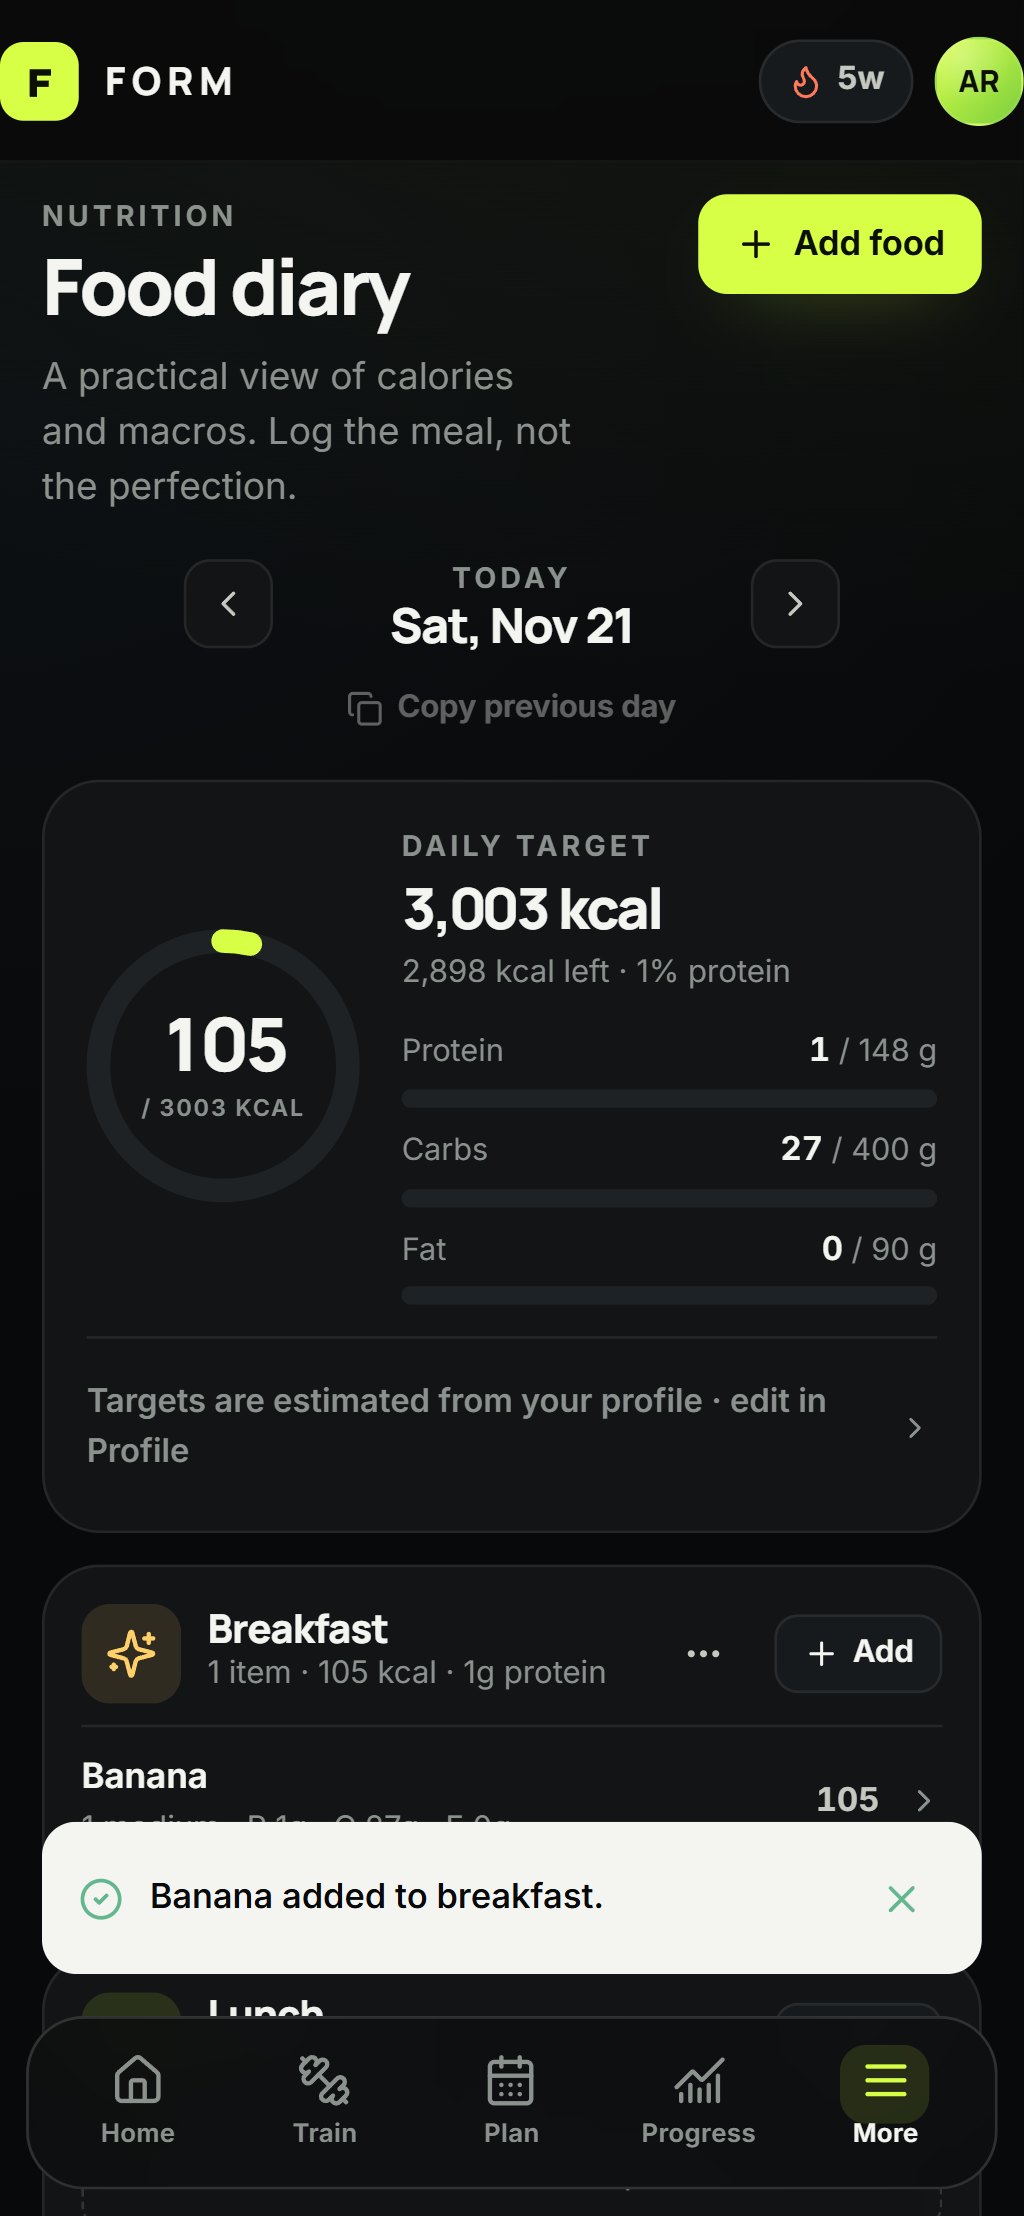 F FORM
5w
AR
NUTRITION
Food diary
+ Add food
A practical view of calories
and macros. Log the meal, not
the perfection.
TODAY
Sat, Nov 21
Copy previous day
DAILY TARGET
3,003 kcal
2,898 kcal left · 1% protein
105
/ 3003 KCAL
Protein 1 / 148 g
Carbs 27 / 400 g
Fat 0 / 90 g
Targets are estimated from your profile · edit in
Profile
Breakfast
1 item · 105 kcal · 1g protein
+ Add
Banana
105
Banana added to breakfast.
Lunch
Home
Train
Plan
Progress
More